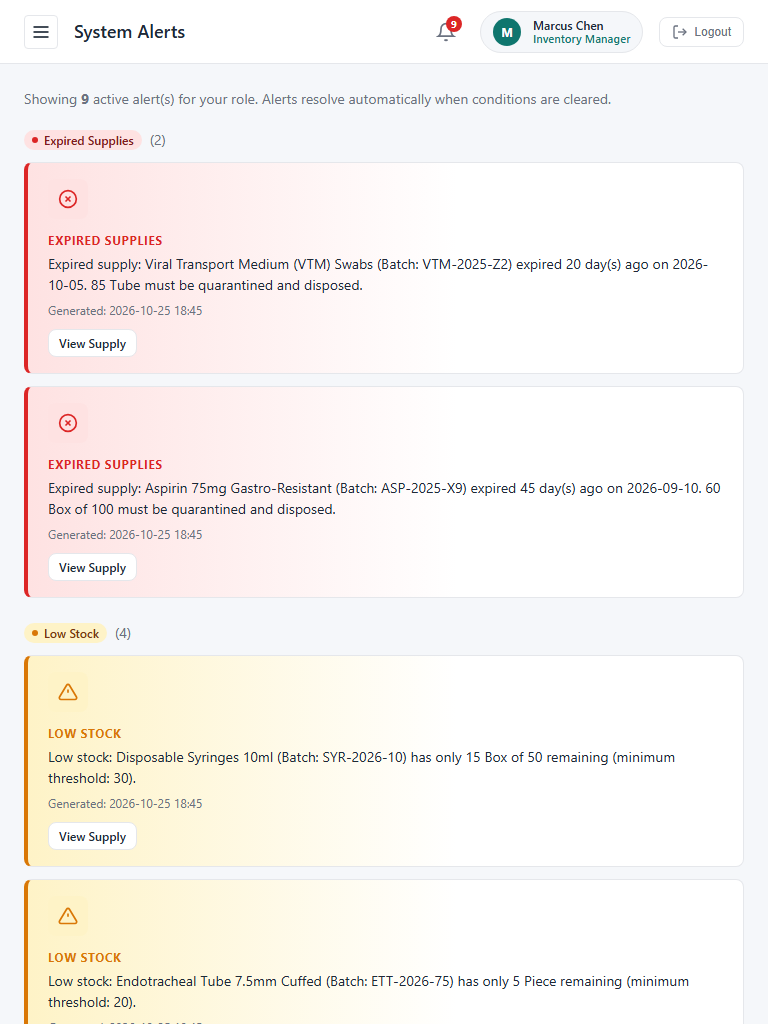 System Alerts
9
M
Marcus Chen
Inventory Manager
Logout
Showing 9 active alert(s) for your role. Alerts resolve automatically when conditions are cleared.
Expired Supplies (2)
EXPIRED SUPPLIES
Expired supply: Viral Transport Medium (VTM) Swabs (Batch: VTM-2025-Z2) expired 20 day(s) ago on 2026-
10-05. 85 Tube must be quarantined and disposed.
Generated: 2026-10-25 18:45
View Supply
EXPIRED SUPPLIES
Expired supply: Aspirin 75mg Gastro-Resistant (Batch: ASP-2025-X9) expired 45 day(s) ago on 2026-09-10. 60
Box of 100 must be quarantined and disposed.
Generated: 2026-10-25 18:45
View Supply
Low Stock (4)
LOW STOCK
Low stock: Disposable Syringes 10ml (Batch: SYR-2026-10) has only 15 Box of 50 remaining (minimum
threshold: 30).
Generated: 2026-10-25 18:45
View Supply
LOW STOCK
Low stock: Endotracheal Tube 7.5mm Cuffed (Batch: ETT-2026-75) has only 5 Piece remaining (minimum
threshold: 20).